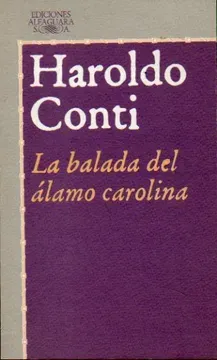 EDICIONES
ALFAGUARA
S.A.
Haroldo
Conti
La balada del
álamo carolina